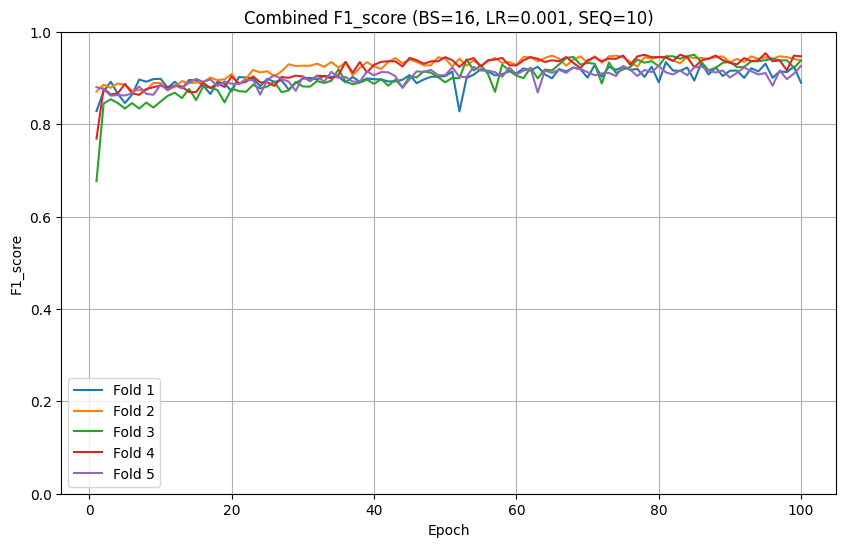 Combined F1_score (BS=16, LR=0.001, SEQ=10)
1.0
0.8
0.6
0.4
0.2
0.0
F1_score
Fold 1
Fold 2
Fold 3
Fold 4
Fold 5
0 20 40 60 80 100
Epoch